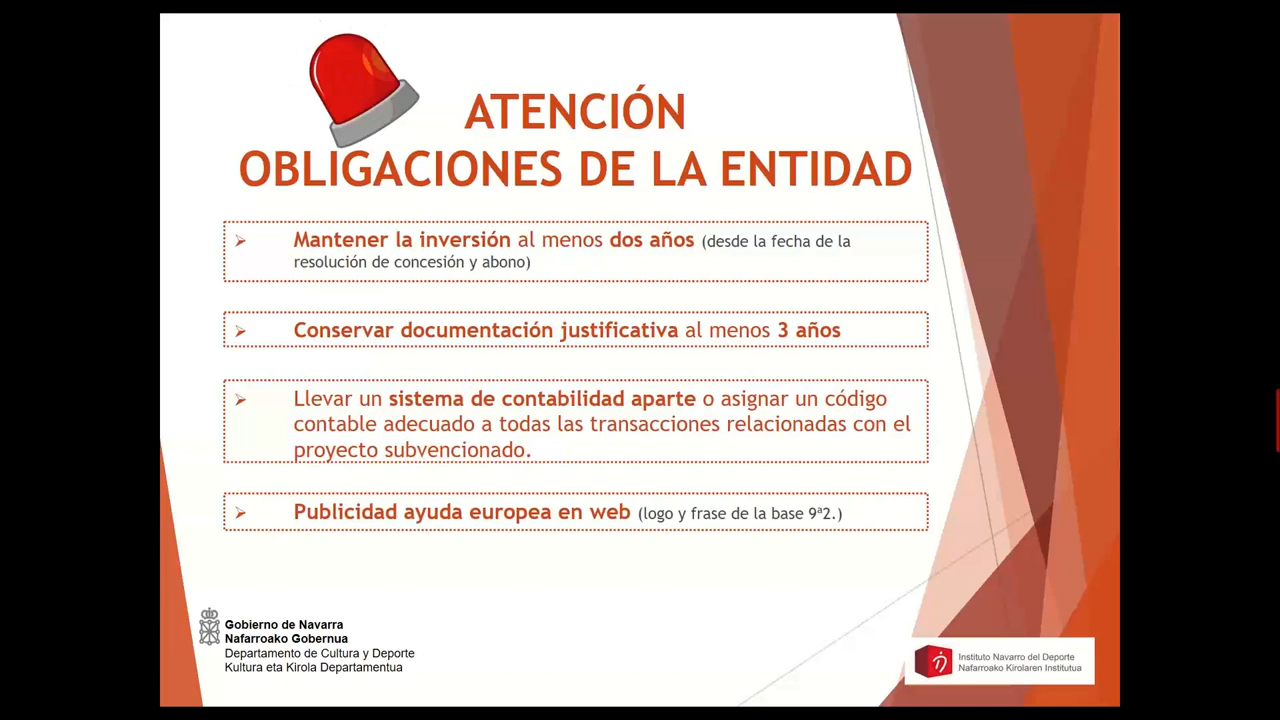 ATENCIÓN
OBLIGACIONES DE LA ENTIDAD
Mantener la inversión al menos dos años (desde la fecha de la
resolución de concesión y abono)
Conservar documentación justificativa al menos 3 años
Llevar un sistema de contabilidad aparte o asignar un código
contable adecuado a todas las transacciones relacionadas con el
proyecto subvencionado.
Publicidad ayuda europea en web (logo y frase de la base 9ª2.)
Gobierno de Navarra
Nafarroako Gobernua
Departamento de Cultura y Deporte
Kultura eta Kirola Departamentua
Instituto Navarro del Deporte
Nafarroako Kirolaren Institutua